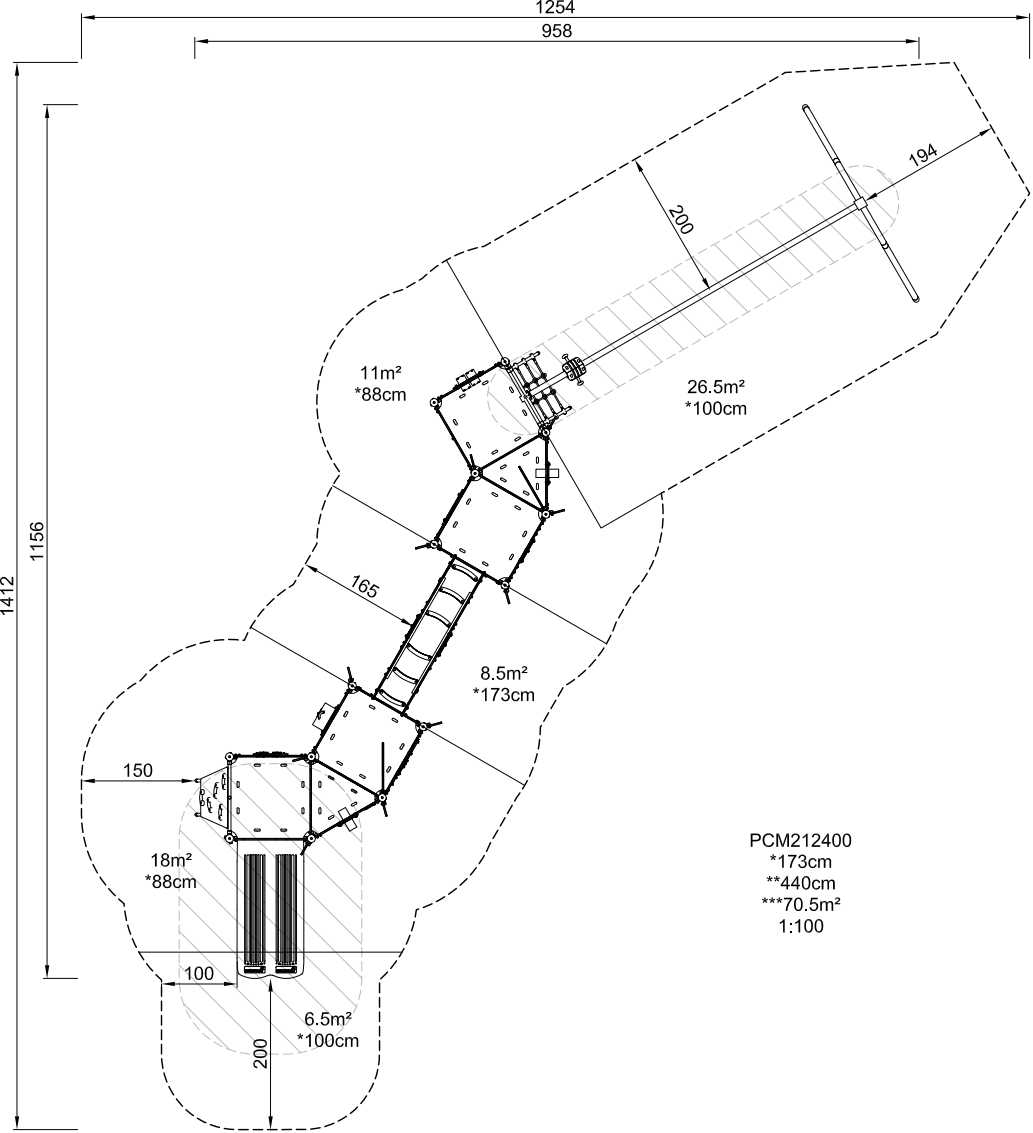 1254
958
194
200
11m²
*88cm
26.5m²
*100cm
1156
1412
165
8.5m²
*173cm
150
18m²
*88cm
PCM212400
*173cm
**440cm
***70.5m²
1:100
100
6.5m²
*100cm
200